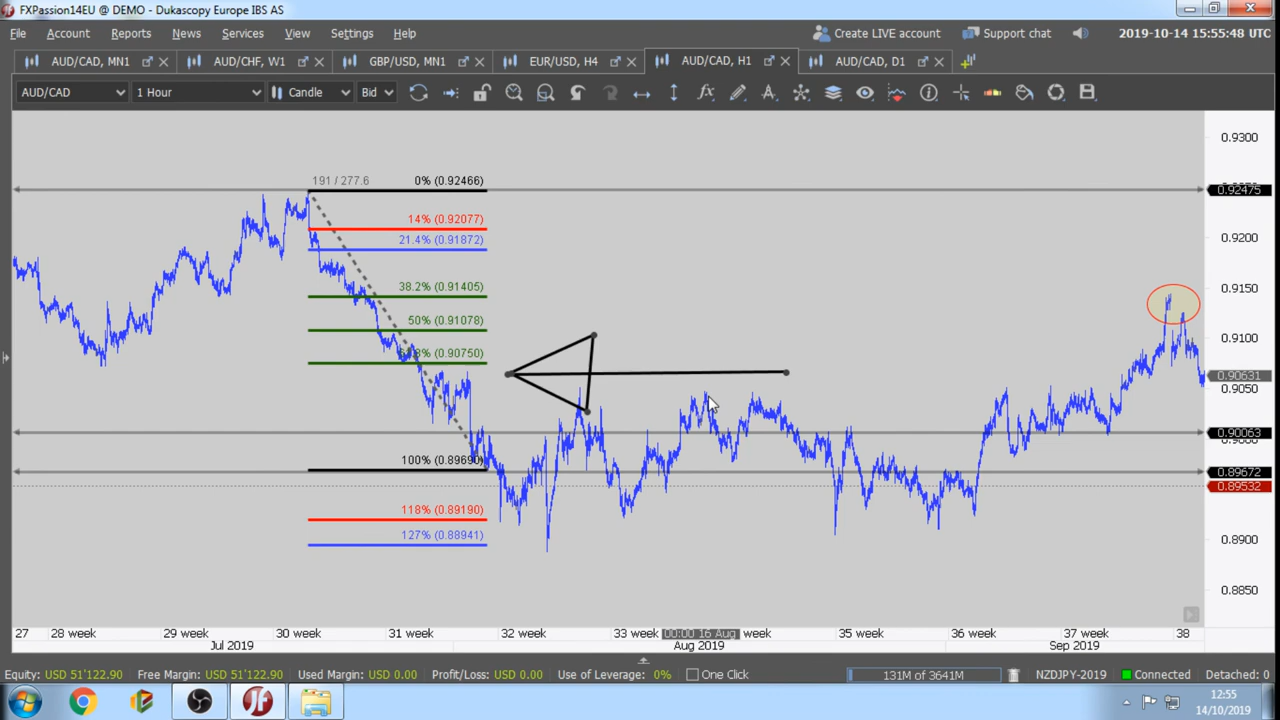 FXPassion14EU @ DEMO - Dukascopy Europe IBS AS
File Account Reports News Services View Settings Help Create LIVE account Support chat 2019-10-14 15:55:48 UTC
AUD/CAD, MN1 AUD/CHF, W1 GBP/USD, MN1 EUR/USD, H4 AUD/CAD, H1 AUD/CAD, D1
AUD/CAD 1 Hour Candle Bid
0.9300
191 / 277.6 0% (0.92466)
0.92475
14% (0.92077)
21.4% (0.91872)
0.9200
38.2% (0.91405)
0.9150
50% (0.91078)
0.9100
(0.90750)
0.90631
0.9050
0.90063
100% (0.89690)
0.89672
0.89532
118% (0.89190)
127% (0.88941)
0.8900
0.8850
27 28 week 29 week 30 week 31 week 32 week 33 week 00:00 16 Aug week 35 week 36 week 37 week 38
Jul 2019 Aug 2019 Sep 2019
Equity: USD 51'122.90 Free Margin: USD 51'122.90 Used Margin: USD 0.00 Profit/Loss: USD 0.00 Use of Leverage: 0% One Click 131M of 3641M NZDJPY-2019 Connected Detached: 0
12:55
14/10/2019